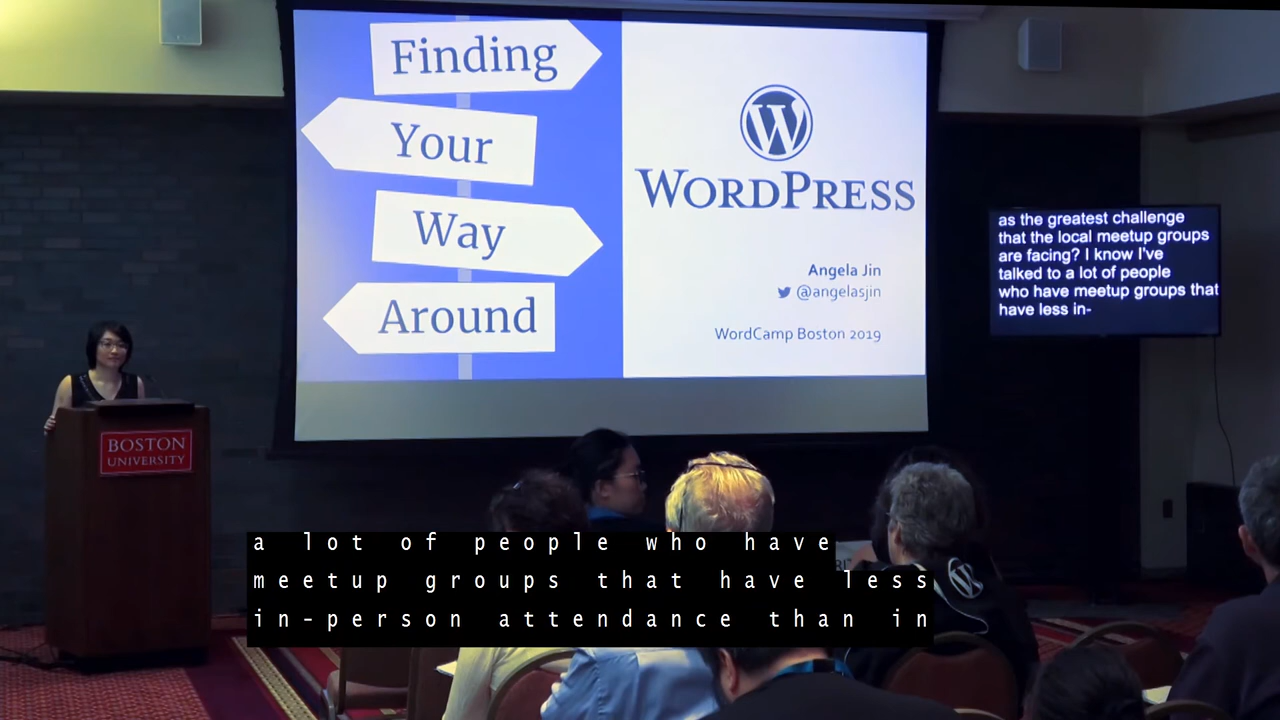 Finding
Your
Way
Around
WORDPRESS
Angela Jin
@angelasjin
WordCamp Boston 2019
as the greatest challenge
that the local meetup groups
are facing? I know I've
talked to a lot of people
who have meetup groups that
have less in-
BOSTON
UNIVERSITY
a lot of people who have
meetup groups that have less
in-person attendance than in